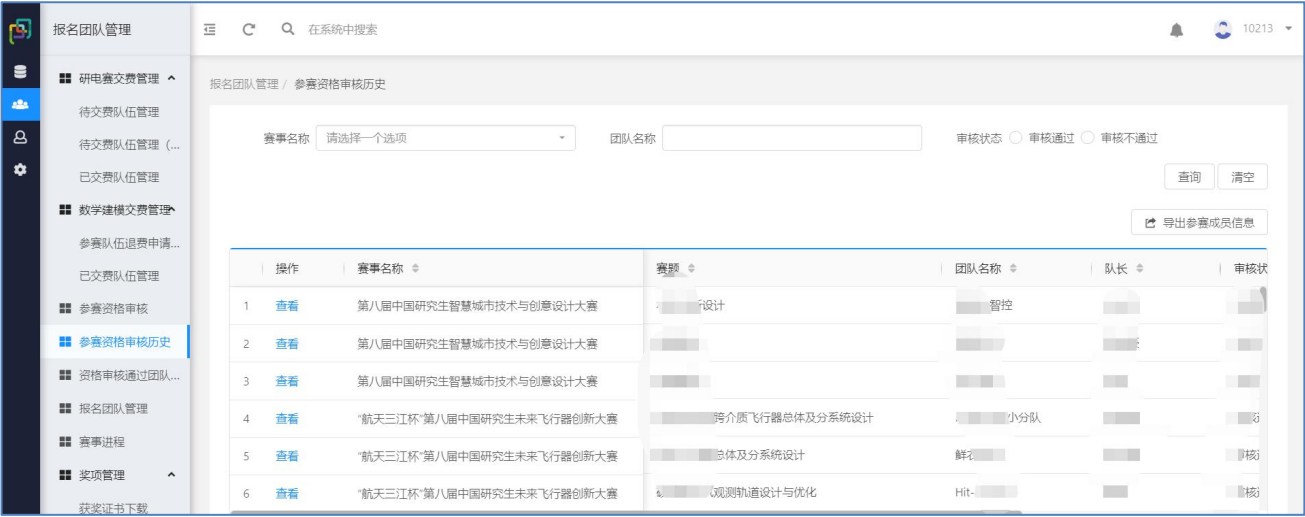 报名团队管理
在系统中搜索
10213
研电赛交费管理
待交费队伍管理
待交费队伍管理（...
已交费队伍管理
数学建模交费管理
参赛队伍退费申请...
已交费队伍管理
参赛资格审核
参赛资格审核历史
资格审核通过团队...
报名团队管理
赛事进程
奖项管理
获奖证书下载
报名团队管理 / 参赛资格审核历史
赛事名称 请选择一个选项 团队名称 审核状态 审核通过 审核不通过
查询 清空
导出参赛成员信息
操作 赛事名称 赛题 团队名称 队长 审核状
1 查看 第八届中国研究生智慧城市技术与创意设计大赛 设计 智控
2 查看 第八届中国研究生智慧城市技术与创意设计大赛
3 查看 第八届中国研究生智慧城市技术与创意设计大赛
4 查看 “航天三江杯”第八届中国研究生未来飞行器创新大赛 跨介质飞行器总体及分系统设计 小分队
5 查看 “航天三江杯”第八届中国研究生未来飞行器创新大赛 总体及分系统设计 鲜
6 查看 “航天三江杯”第八届中国研究生未来飞行器创新大赛 观测轨道设计与优化 Hit-